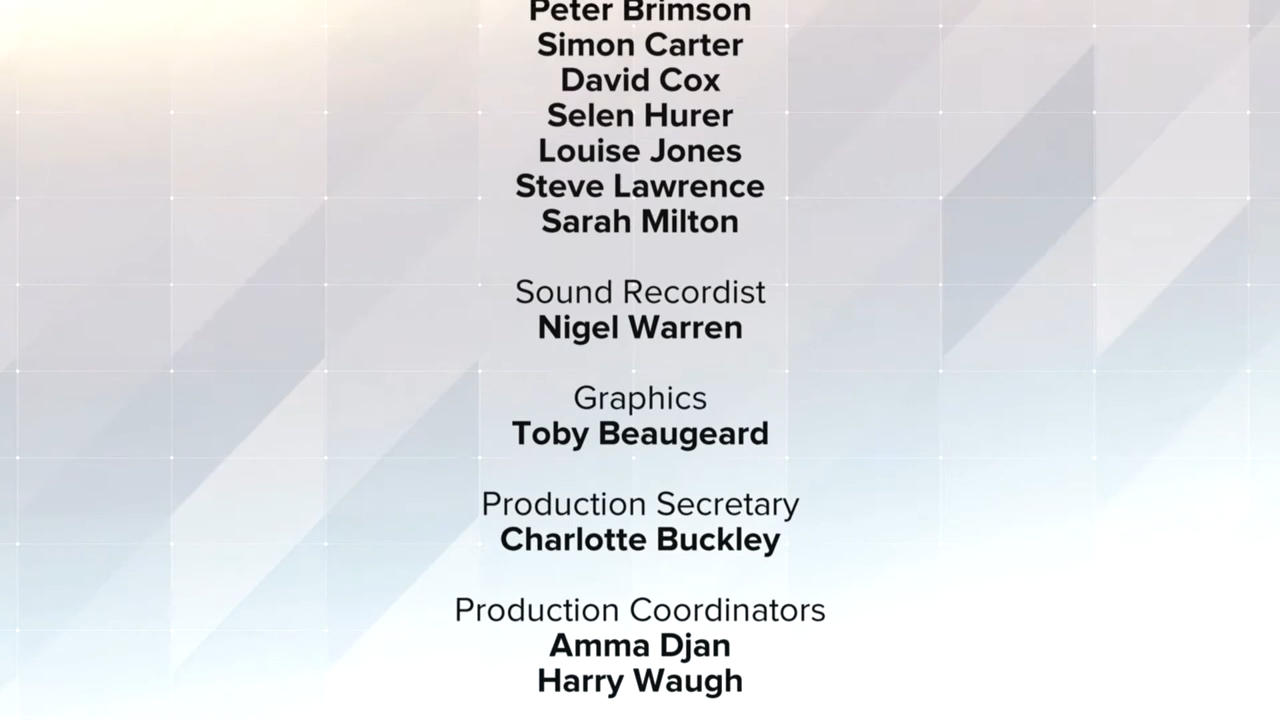 Peter Brimson
Simon Carter
David Cox
Selen Hurer
Louise Jones
Steve Lawrence
Sarah Milton
Sound Recordist
Nigel Warren
Graphics
Toby Beaugeard
Production Secretary
Charlotte Buckley
Production Coordinators
Amma Djan
Harry Waugh